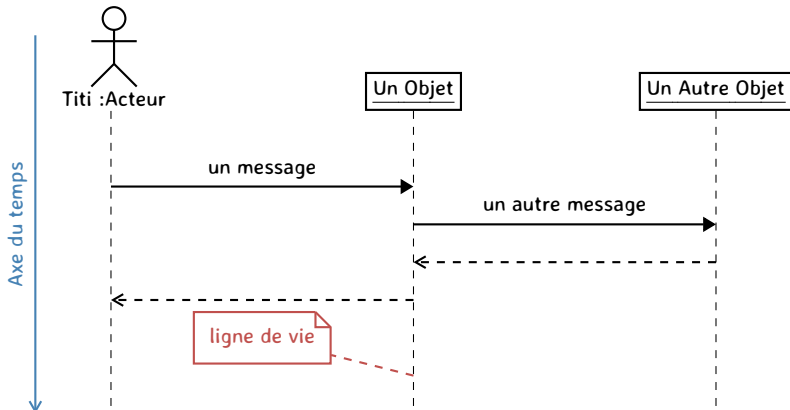 Titi :Acteur
Un Objet
Un Autre Objet
Axe du temps
un message
un autre message
ligne de vie